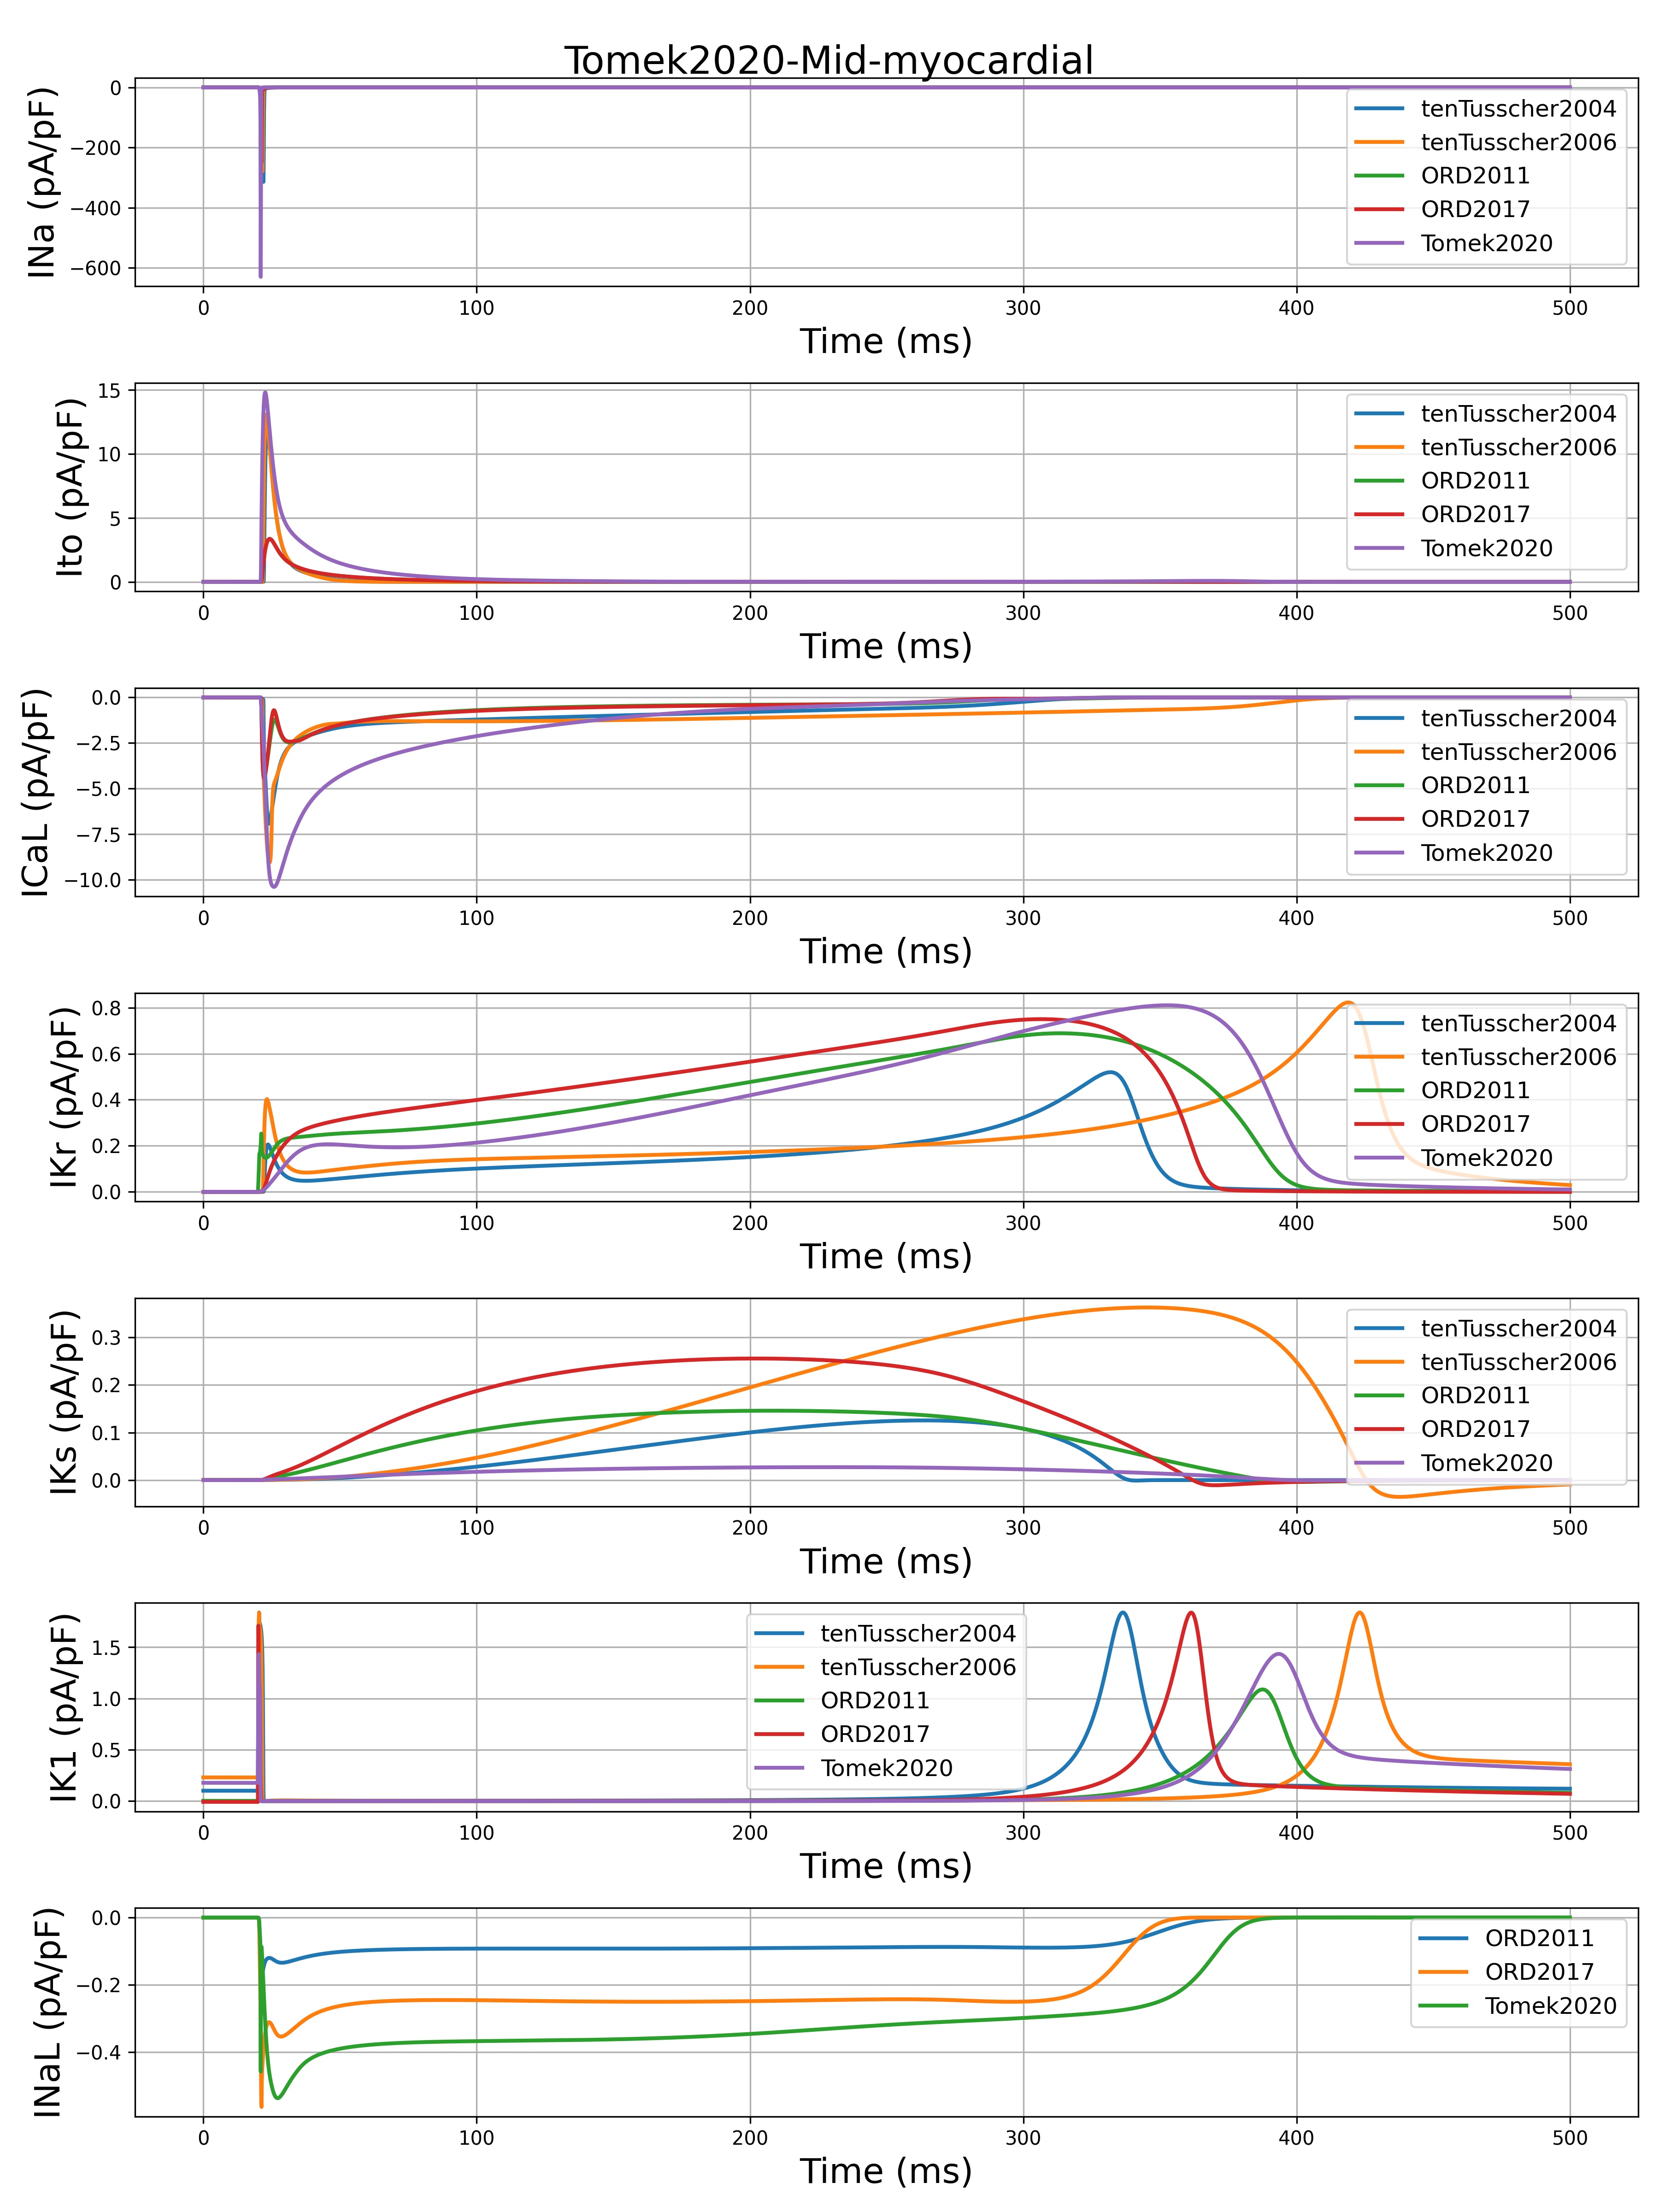 Tomek2020-Mid-myocardial
INa (pA/pF)
0
−200
−400
−600
tenTusscher2004
tenTusscher2006
ORD2011
ORD2017
Tomek2020
0 100 200 300 400 500
Time (ms)
Ito (pA/pF)
15
10
5
0
tenTusscher2004
tenTusscher2006
ORD2011
ORD2017
Tomek2020
0 100 200 300 400 500
Time (ms)
ICaL (pA/pF)
0.0
−2.5
−5.0
−7.5
−10.0
tenTusscher2004
tenTusscher2006
ORD2011
ORD2017
Tomek2020
0 100 200 300 400 500
Time (ms)
IKr (pA/pF)
0.8
0.6
0.4
0.2
0.0
tenTusscher2004
tenTusscher2006
ORD2011
ORD2017
Tomek2020
0 100 200 300 400 500
Time (ms)
IKs (pA/pF)
0.3
0.2
0.1
0.0
tenTusscher2004
tenTusscher2006
ORD2011
ORD2017
Tomek2020
0 100 200 300 400 500
Time (ms)
IK1 (pA/pF)
1.5
1.0
0.5
0.0
tenTusscher2004
tenTusscher2006
ORD2011
ORD2017
Tomek2020
0 100 200 300 400 500
Time (ms)
INaL (pA/pF)
0.0
−0.2
−0.4
ORD2011
ORD2017
Tomek2020
0 100 200 300 400 500
Time (ms)